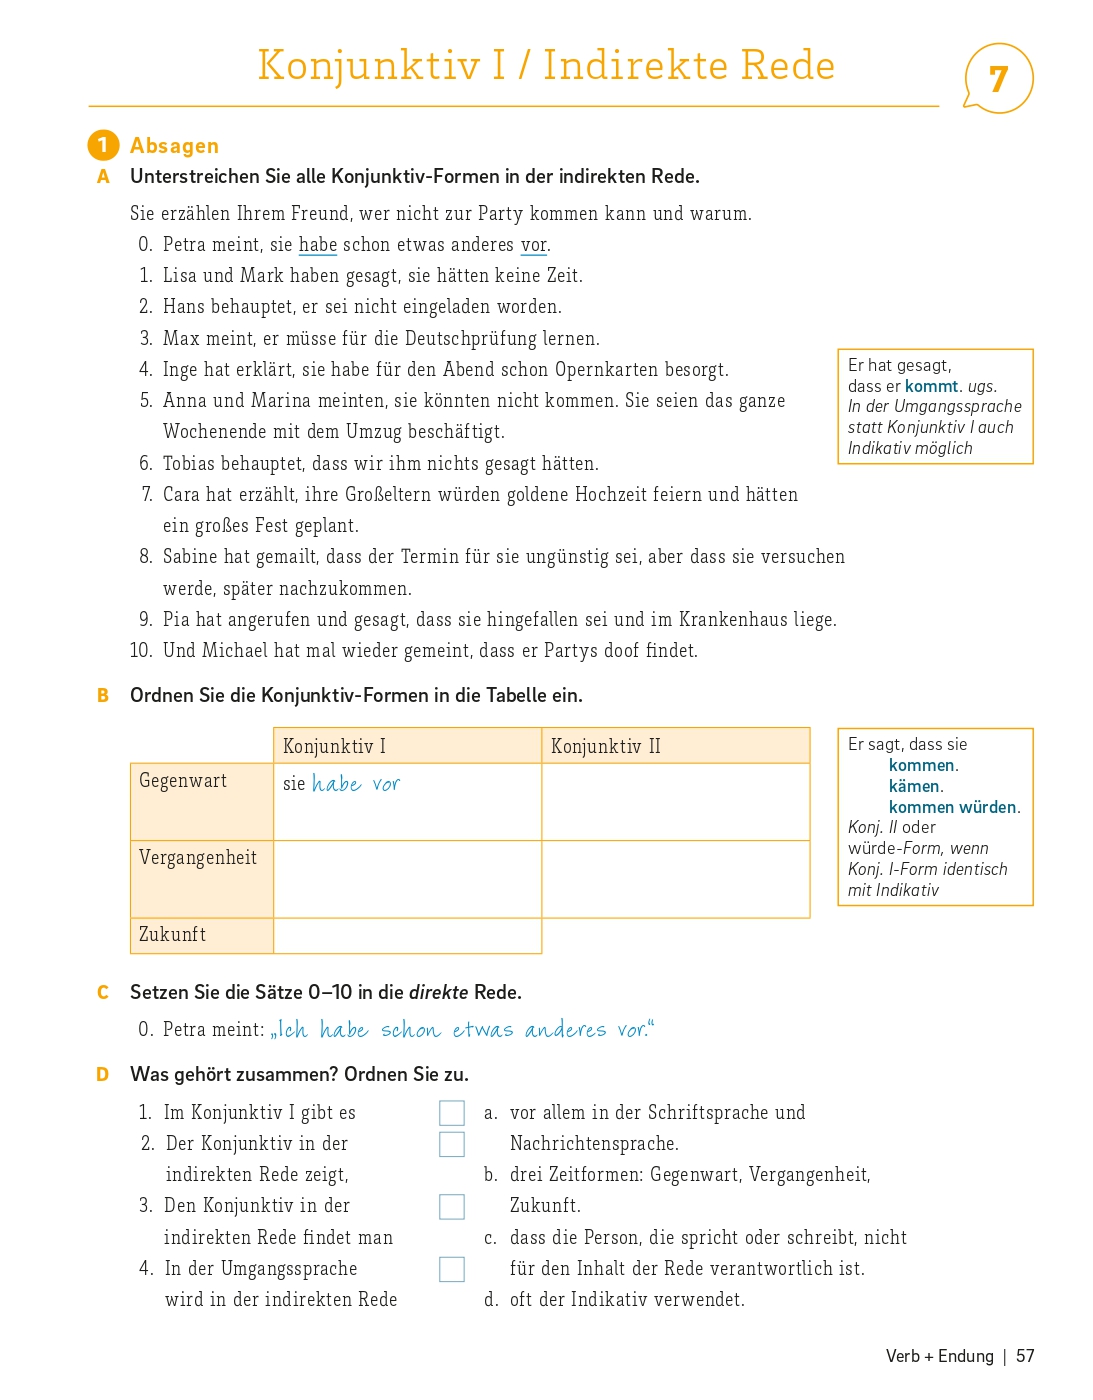 Konjunktiv I / Indirekte Rede
7
1 Absagen
A Unterstreichen Sie alle Konjunktiv-Formen in der indirekten Rede.
Sie erzählen Ihrem Freund, wer nicht zur Party kommen kann und warum.
0. Petra meint, sie habe schon etwas anderes vor.
1. Lisa und Mark haben gesagt, sie hätten keine Zeit.
2. Hans behauptet, er sei nicht eingeladen worden.
3. Max meint, er müsse für die Deutschprüfung lernen.
4. Inge hat erklärt, sie habe für den Abend schon Opernkarten besorgt.
5. Anna und Marina meinten, sie könnten nicht kommen. Sie seien das ganze
Wochenende mit dem Umzug beschäftigt.
6. Tobias behauptet, dass wir ihm nichts gesagt hätten.
7. Cara hat erzählt, ihre Großeltern würden goldene Hochzeit feiern und hätten
ein großes Fest geplant.
8. Sabine hat gemailt, dass der Termin für sie ungünstig sei, aber dass sie versuchen
werde, später nachzukommen.
9. Pia hat angerufen und gesagt, dass sie hingefallen sei und im Krankenhaus liege.
10. Und Michael hat mal wieder gemeint, dass er Partys doof findet.
Er hat gesagt,
dass er kommt. ugs.
In der Umgangssprache
statt Konjunktiv I auch
Indikativ möglich
B Ordnen Sie die Konjunktiv-Formen in die Tabelle ein.
Konjunktiv I Konjunktiv II
Gegenwart sie habe vor
Vergangenheit
Zukunft
Er sagt, dass sie
kommen.
kämen.
kommen würden.
Konj. II oder
würde-Form, wenn
Konj. I-Form identisch
mit Indikativ
C Setzen Sie die Sätze 0–10 in die direkte Rede.
0. Petra meint: „Ich habe schon etwas anderes vor.“
D Was gehört zusammen? Ordnen Sie zu.
1. Im Konjunktiv I gibt es
2. Der Konjunktiv in der
indirekten Rede zeigt,
3. Den Konjunktiv in der
indirekten Rede findet man
4. In der Umgangssprache
wird in der indirekten Rede
a. vor allem in der Schriftsprache und
Nachrichtensprache.
b. drei Zeitformen: Gegenwart, Vergangenheit,
Zukunft.
c. dass die Person, die spricht oder schreibt, nicht
für den Inhalt der Rede verantwortlich ist.
d. oft der Indikativ verwendet.
Verb + Endung | 57